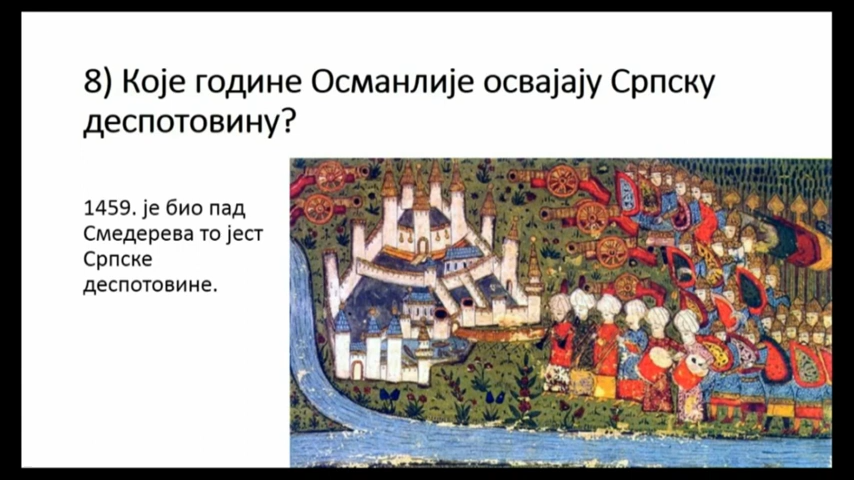 8) Које године Османлије освајају Српску
деспотовину?
1459. је био пад
Смедерева то јест
Српске
деспотовине.